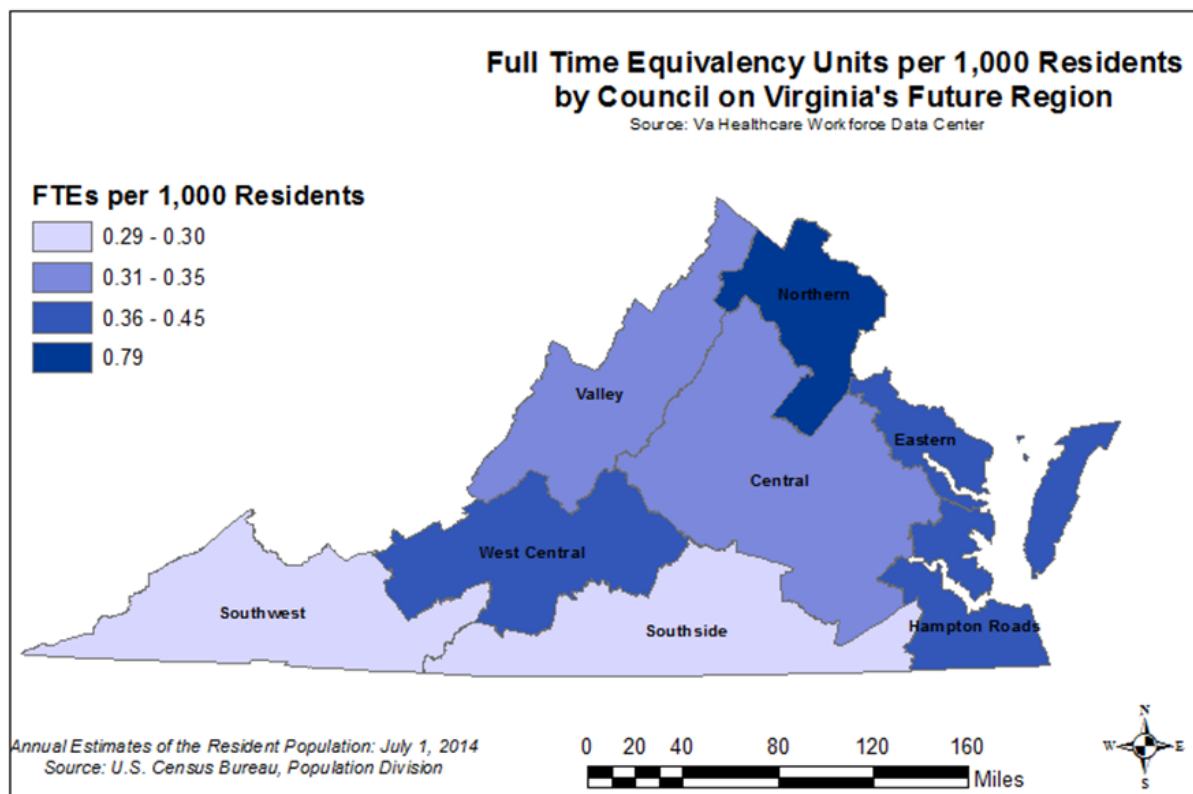 Full Time Equivalency Units per 1,000 Residents
by Council on Virginia's Future Region
Source: Va Healthcare Workforce Data Center
FTEs per 1,000 Residents
0.29 - 0.30
0.31 - 0.35
0.36 - 0.45
0.79
Northern
Valley
Eastern
Central
West Central
Southwest
Southside
Hampton Roads
Annual Estimates of the Resident Population: July 1, 2014
Source: U.S. Census Bureau, Population Division
0 20 40 80 120 160
Miles
N
W E
S